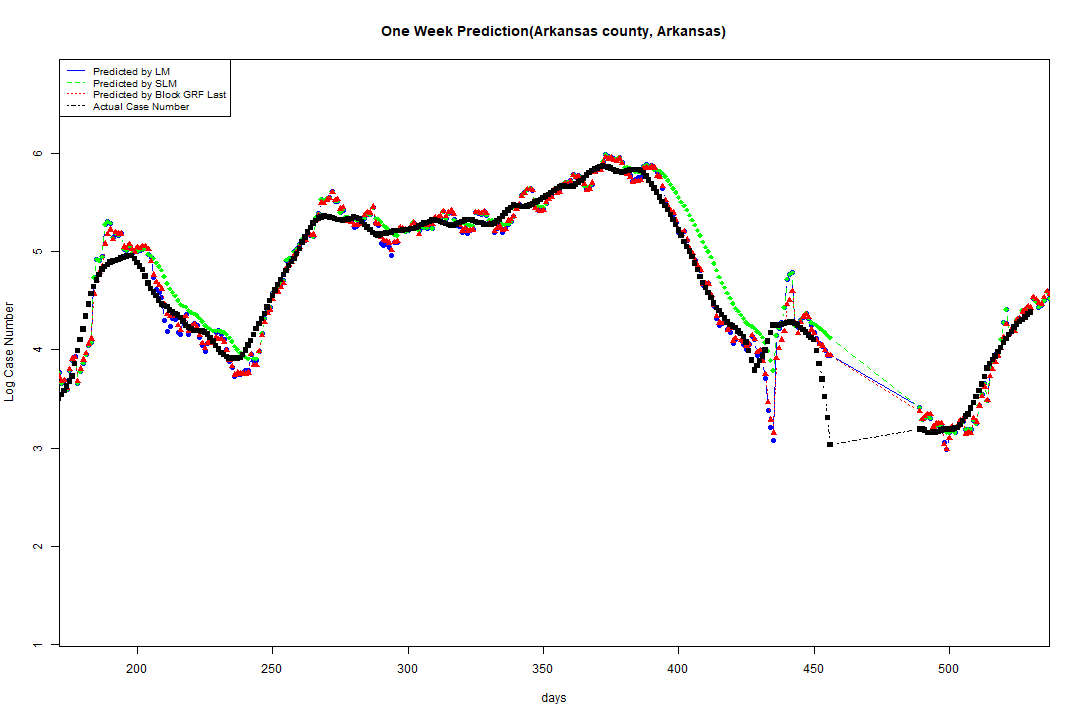 One Week Prediction(Arkansas county, Arkansas)
Predicted by LM
Predicted by SLM
Predicted by Block GRF Last
Actual Case Number
Log Case Number
6
5
4
3
2
1
200 250 300 350 400 450 500
days